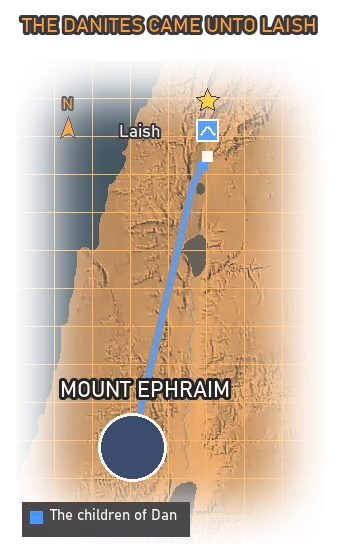 THE DANITES CAME UNTO LAISH
N
Laish
MOUNT EPHRAIM
The children of Dan